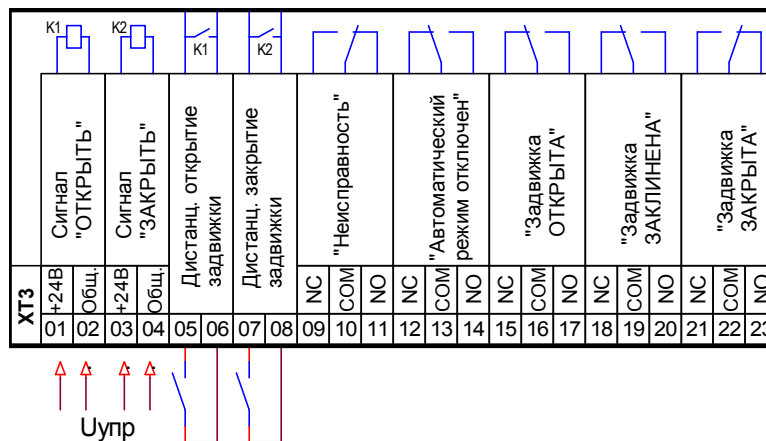 K1
K2
K1
K2
Сигнал
"ОТКРЫТЬ"
Сигнал
"ЗАКРЫТЬ"
Дистанц. открытие
задвижки
Дистанц. закрытие
задвижки
"Неисправность"
"Автоматический
режим отключен"
"Задвижка
ОТКРЫТА"
"Задвижка
ЗАКЛИНЕНА"
"Задвижка
ЗАКРЫТА"
XT3
+24В Общ. +24В Общ. NC COM NO NC COM NO NC COM NO NC COM NO NC COM NO
01 02 03 04 05 06 07 08 09 10 11 12 13 14 15 16 17 18 19 20 21 22 23
Uупр